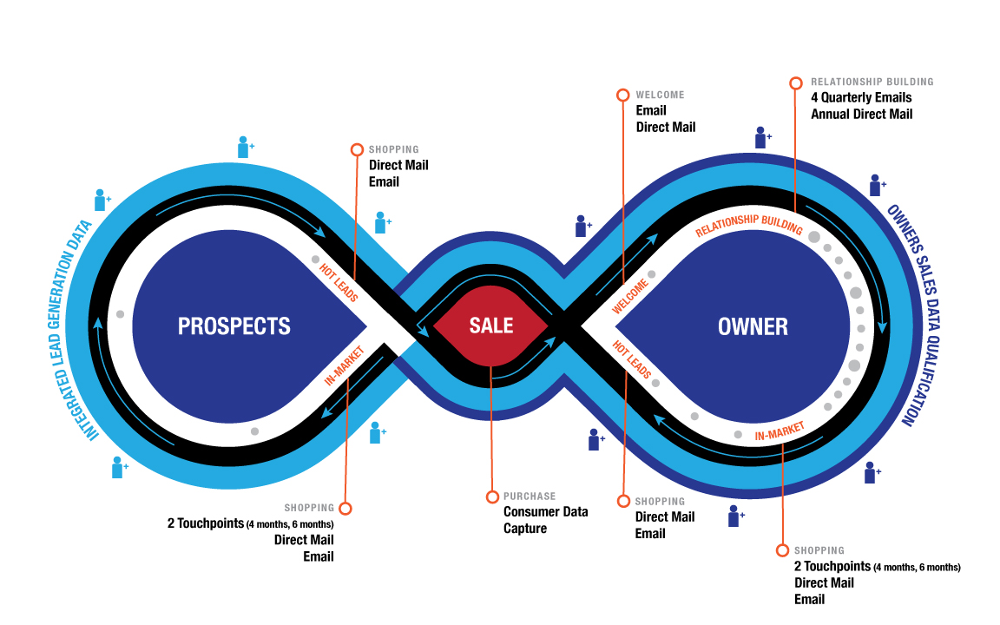 RELATIONSHIP BUILDING
4 Quarterly Emails
Annual Direct Mail
WELCOME
Email
Direct Mail
SHOPPING
Direct Mail
Email
INTEGRATED LEAD GENERATION DATA
OWNERS SALES DATA QUALIFICATION
RELATIONSHIP BUILDING
HOT LEADS
WELCOME
PROSPECTS
SALE
OWNER
IN-MARKET
HOT LEADS
IN-MARKET
SHOPPING
2 Touchpoints (4 months, 6 months)
Direct Mail
Email
PURCHASE
Consumer Data
Capture
SHOPPING
Direct Mail
Email
SHOPPING
2 Touchpoints (4 months, 6 months)
Direct Mail
Email